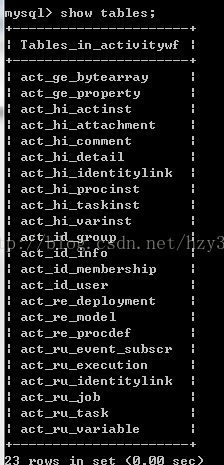 mysql> show tables;
+----------------------+
| Tables_in_activitywf |
+----------------------+
| act_ge_bytearray |
| act_ge_property |
| act_hi_actinst |
| act_hi_attachment |
| act_hi_comment |
| act_hi_detail |
| act_hi_identitylink |
| act_hi_procinst |
| act_hi_taskinst |
| act_hi_varinst |
| act_id_group |
tp://blog.csdn.net/hzy3
| act_id_info |
| act_id_membership |
| act_id_user |
| act_re_deployment |
| act_re_model |
| act_re_procdef |
| act_ru_event_subscr |
| act_ru_execution |
| act_ru_identitylink |
| act_ru_job |
| act_ru_task |
| act_ru_variable |
+----------------------+
23 rows in set (0.00 sec)